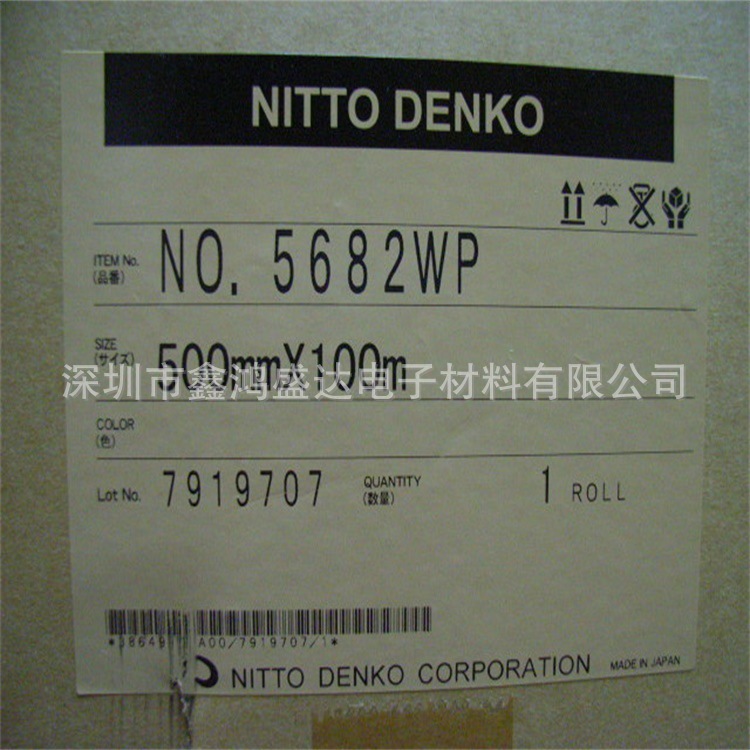 NITTO DENKO
ITEM No. NO. 5682WP
(品番)
SIZE 500mmX100m
(サイズ)
深圳市鑫鸿盛达电子材料有限公司
COLOR
(色)
Lot No. 7919707 QUANTITY 1 ROLL
(数量)
A00/7919707/1*
NITTO DENKO CORPORATION MADE IN JAPAN